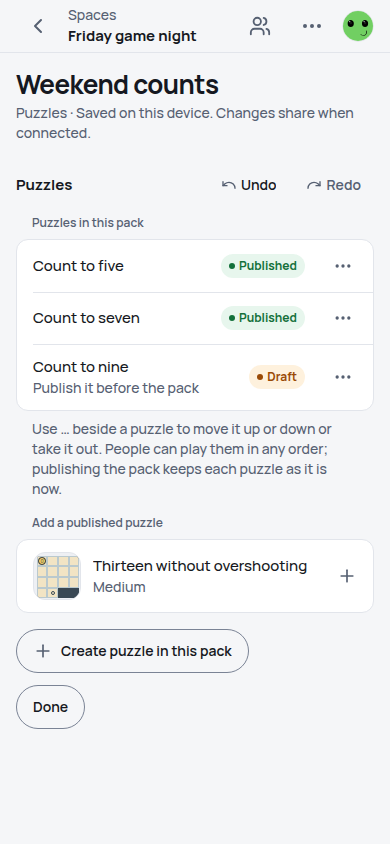 Spaces
Friday game night
Weekend counts
Puzzles · Saved on this device. Changes share when
connected.
Puzzles
Undo
Redo
Puzzles in this pack
Count to five
Published
Count to seven
Published
Count to nine
Publish it before the pack
Draft
Use … beside a puzzle to move it up or down or
take it out. People can play them in any order;
publishing the pack keeps each puzzle as it is
now.
Add a published puzzle
Thirteen without overshooting
Medium
Create puzzle in this pack
Done